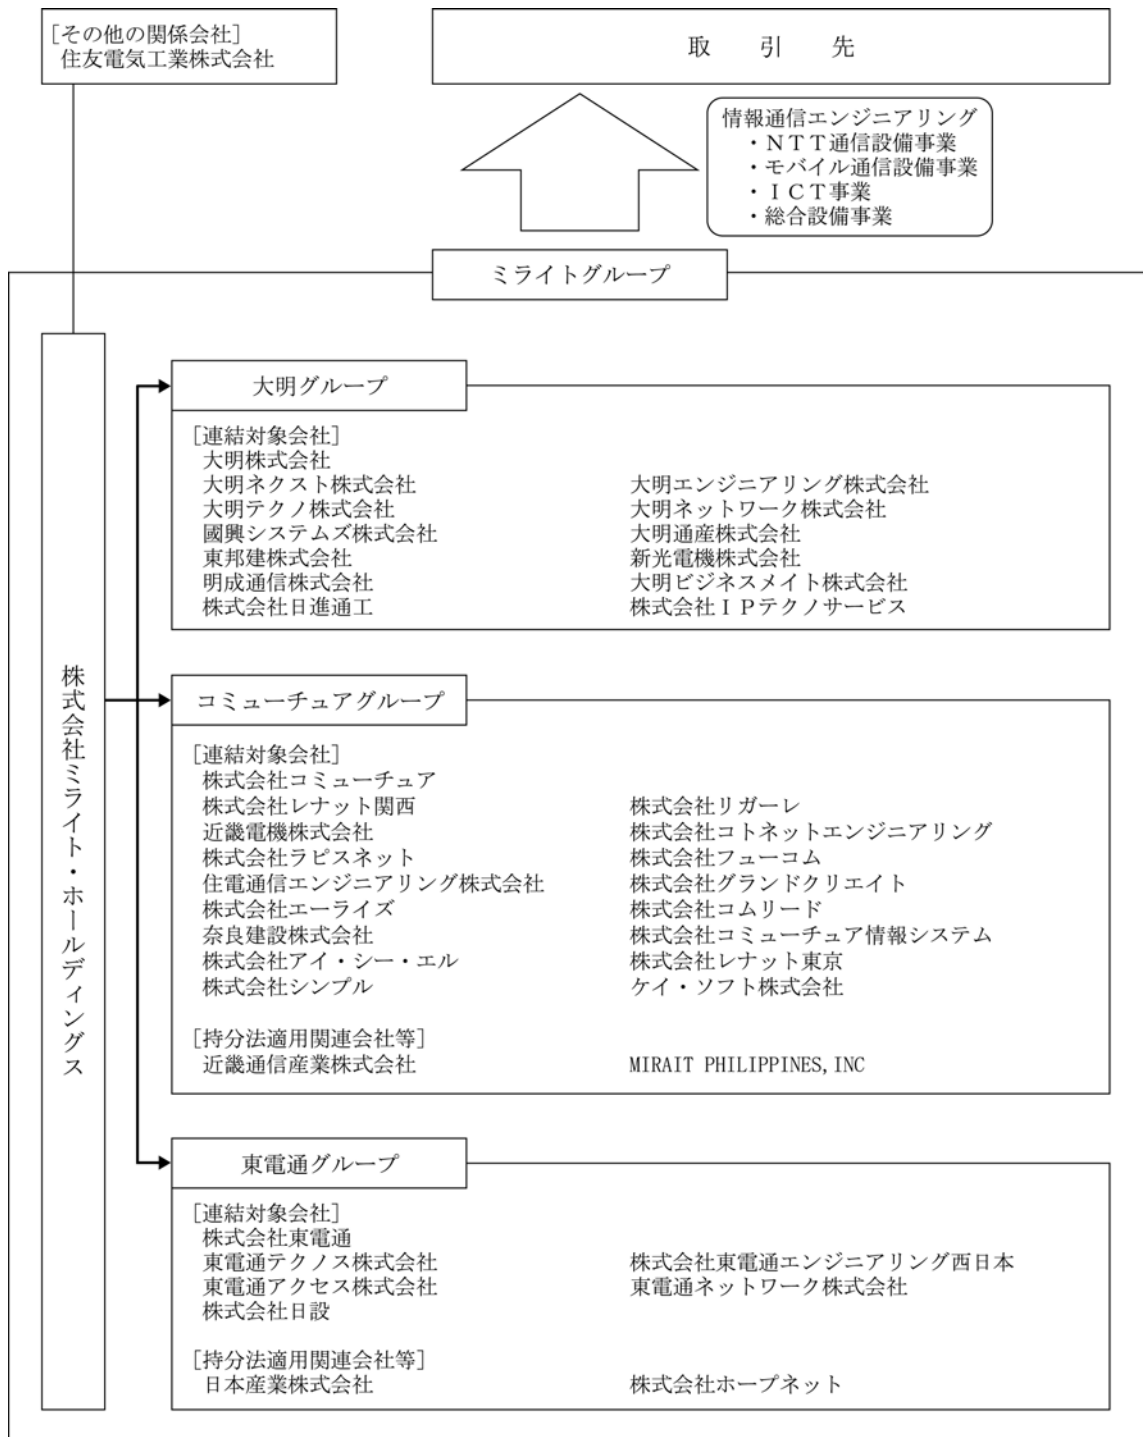 ［その他の関係会社］
住友電気工業株式会社
取　引　先
情報通信エンジニアリング
・ＮＴＴ通信設備事業
・モバイル通信設備事業
・ＩＣＴ事業
・総合設備事業
ミライトグループ
株式会社ミライト・ホールディングス
大明グループ
［連結対象会社］
大明株式会社
大明ネクスト株式会社　大明エンジニアリング株式会社
大明テクノ株式会社　大明ネットワーク株式会社
國興システムズ株式会社　大明通産株式会社
東邦建株式会社　新光電機株式会社
明成通信株式会社　大明ビジネスメイト株式会社
株式会社日進通工　株式会社ＩＰテクノサービス
コミューチュアグループ
［連結対象会社］
株式会社コミューチュア
株式会社レナット関西　株式会社リガーレ
近畿電機株式会社　株式会社コトネットエンジニアリング
株式会社ラピスネット　株式会社フューコム
住電通信エンジニアリング株式会社　株式会社グランドクリエイト
株式会社エーライズ　株式会社コムリード
奈良建設株式会社　株式会社コミューチュア情報システム
株式会社アイ・シー・エル　株式会社レナット東京
株式会社シンプル　ケイ・ソフト株式会社
［持分法適用関連会社等］
近畿通信産業株式会社　MIRAIT PHILIPPINES,INC
東電通グループ
［連結対象会社］
株式会社東電通
東電通テクノス株式会社　株式会社東電通エンジニアリング西日本
東電通アクセス株式会社　東電通ネットワーク株式会社
株式会社日設
［持分法適用関連会社等］
日本産業株式会社　株式会社ホープネット